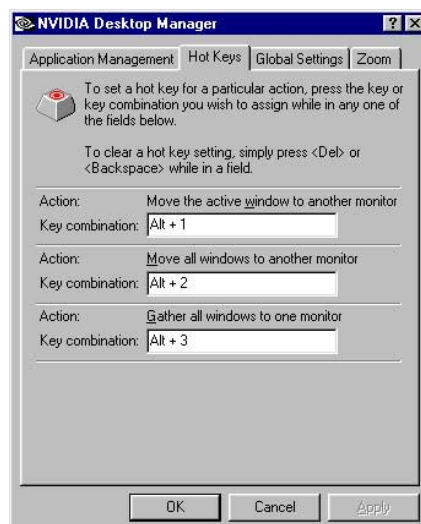 NVIDIA Desktop Manager
Application Management Hot Keys Global Settings Zoom
To set a hot key for a particular action, press the key or
key combination you wish to assign while in any one of
the fields below.
To clear a hot key setting, simply press <Del> or
<Backspace> while in a field.
Action: Move the active window to another monitor
Key combination: Alt + 1
Action: Move all windows to another monitor
Key combination: Alt + 2
Action: Gather all windows to one monitor
Key combination: Alt + 3
OK Cancel Apply